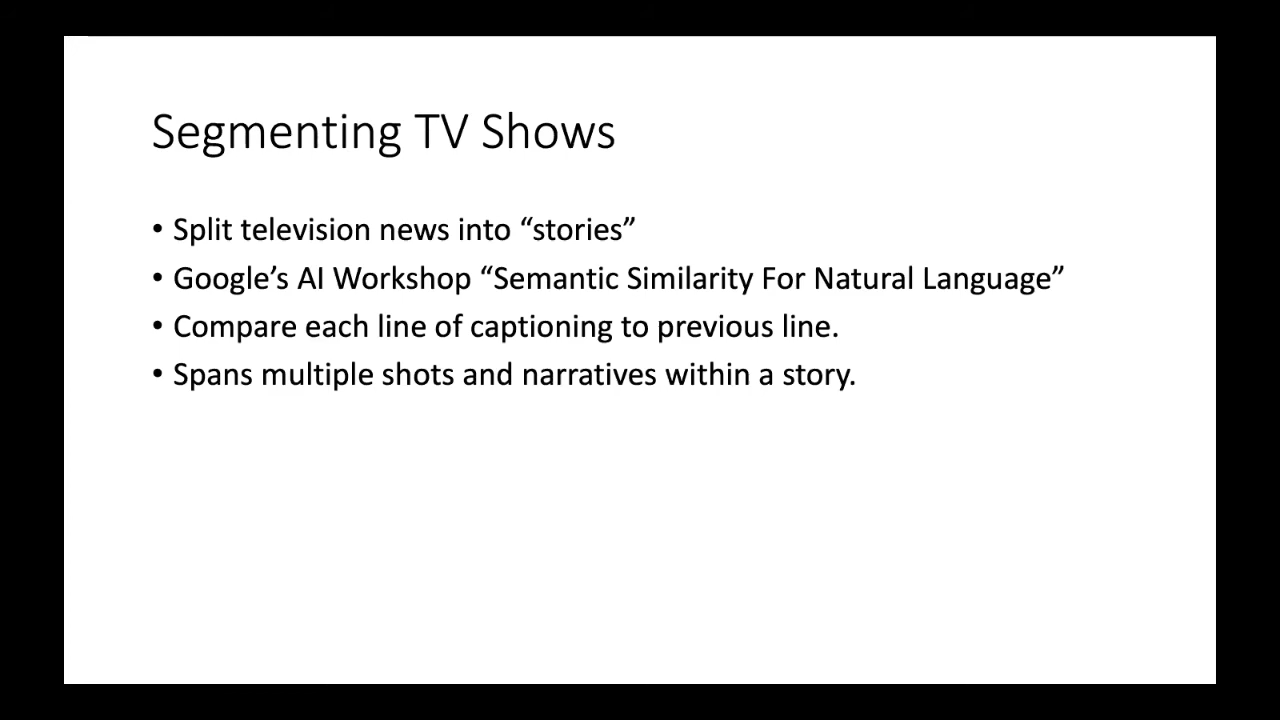 Segmenting TV Shows
• Split television news into “stories”
• Google’s AI Workshop “Semantic Similarity For Natural Language”
• Compare each line of captioning to previous line.
• Spans multiple shots and narratives within a story.